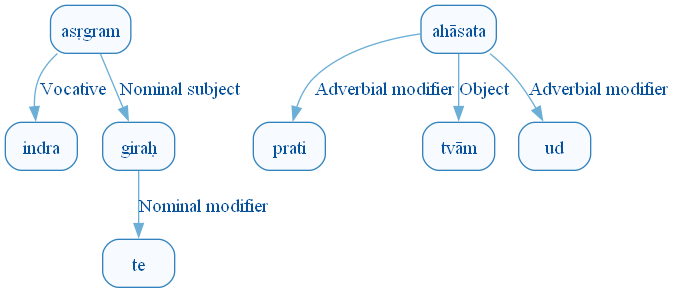 asṛgram ahāsata
Vocative Nominal subject Adverbial modifier Object Adverbial modifier
indra giraḥ prati tvām ud
Nominal modifier
te